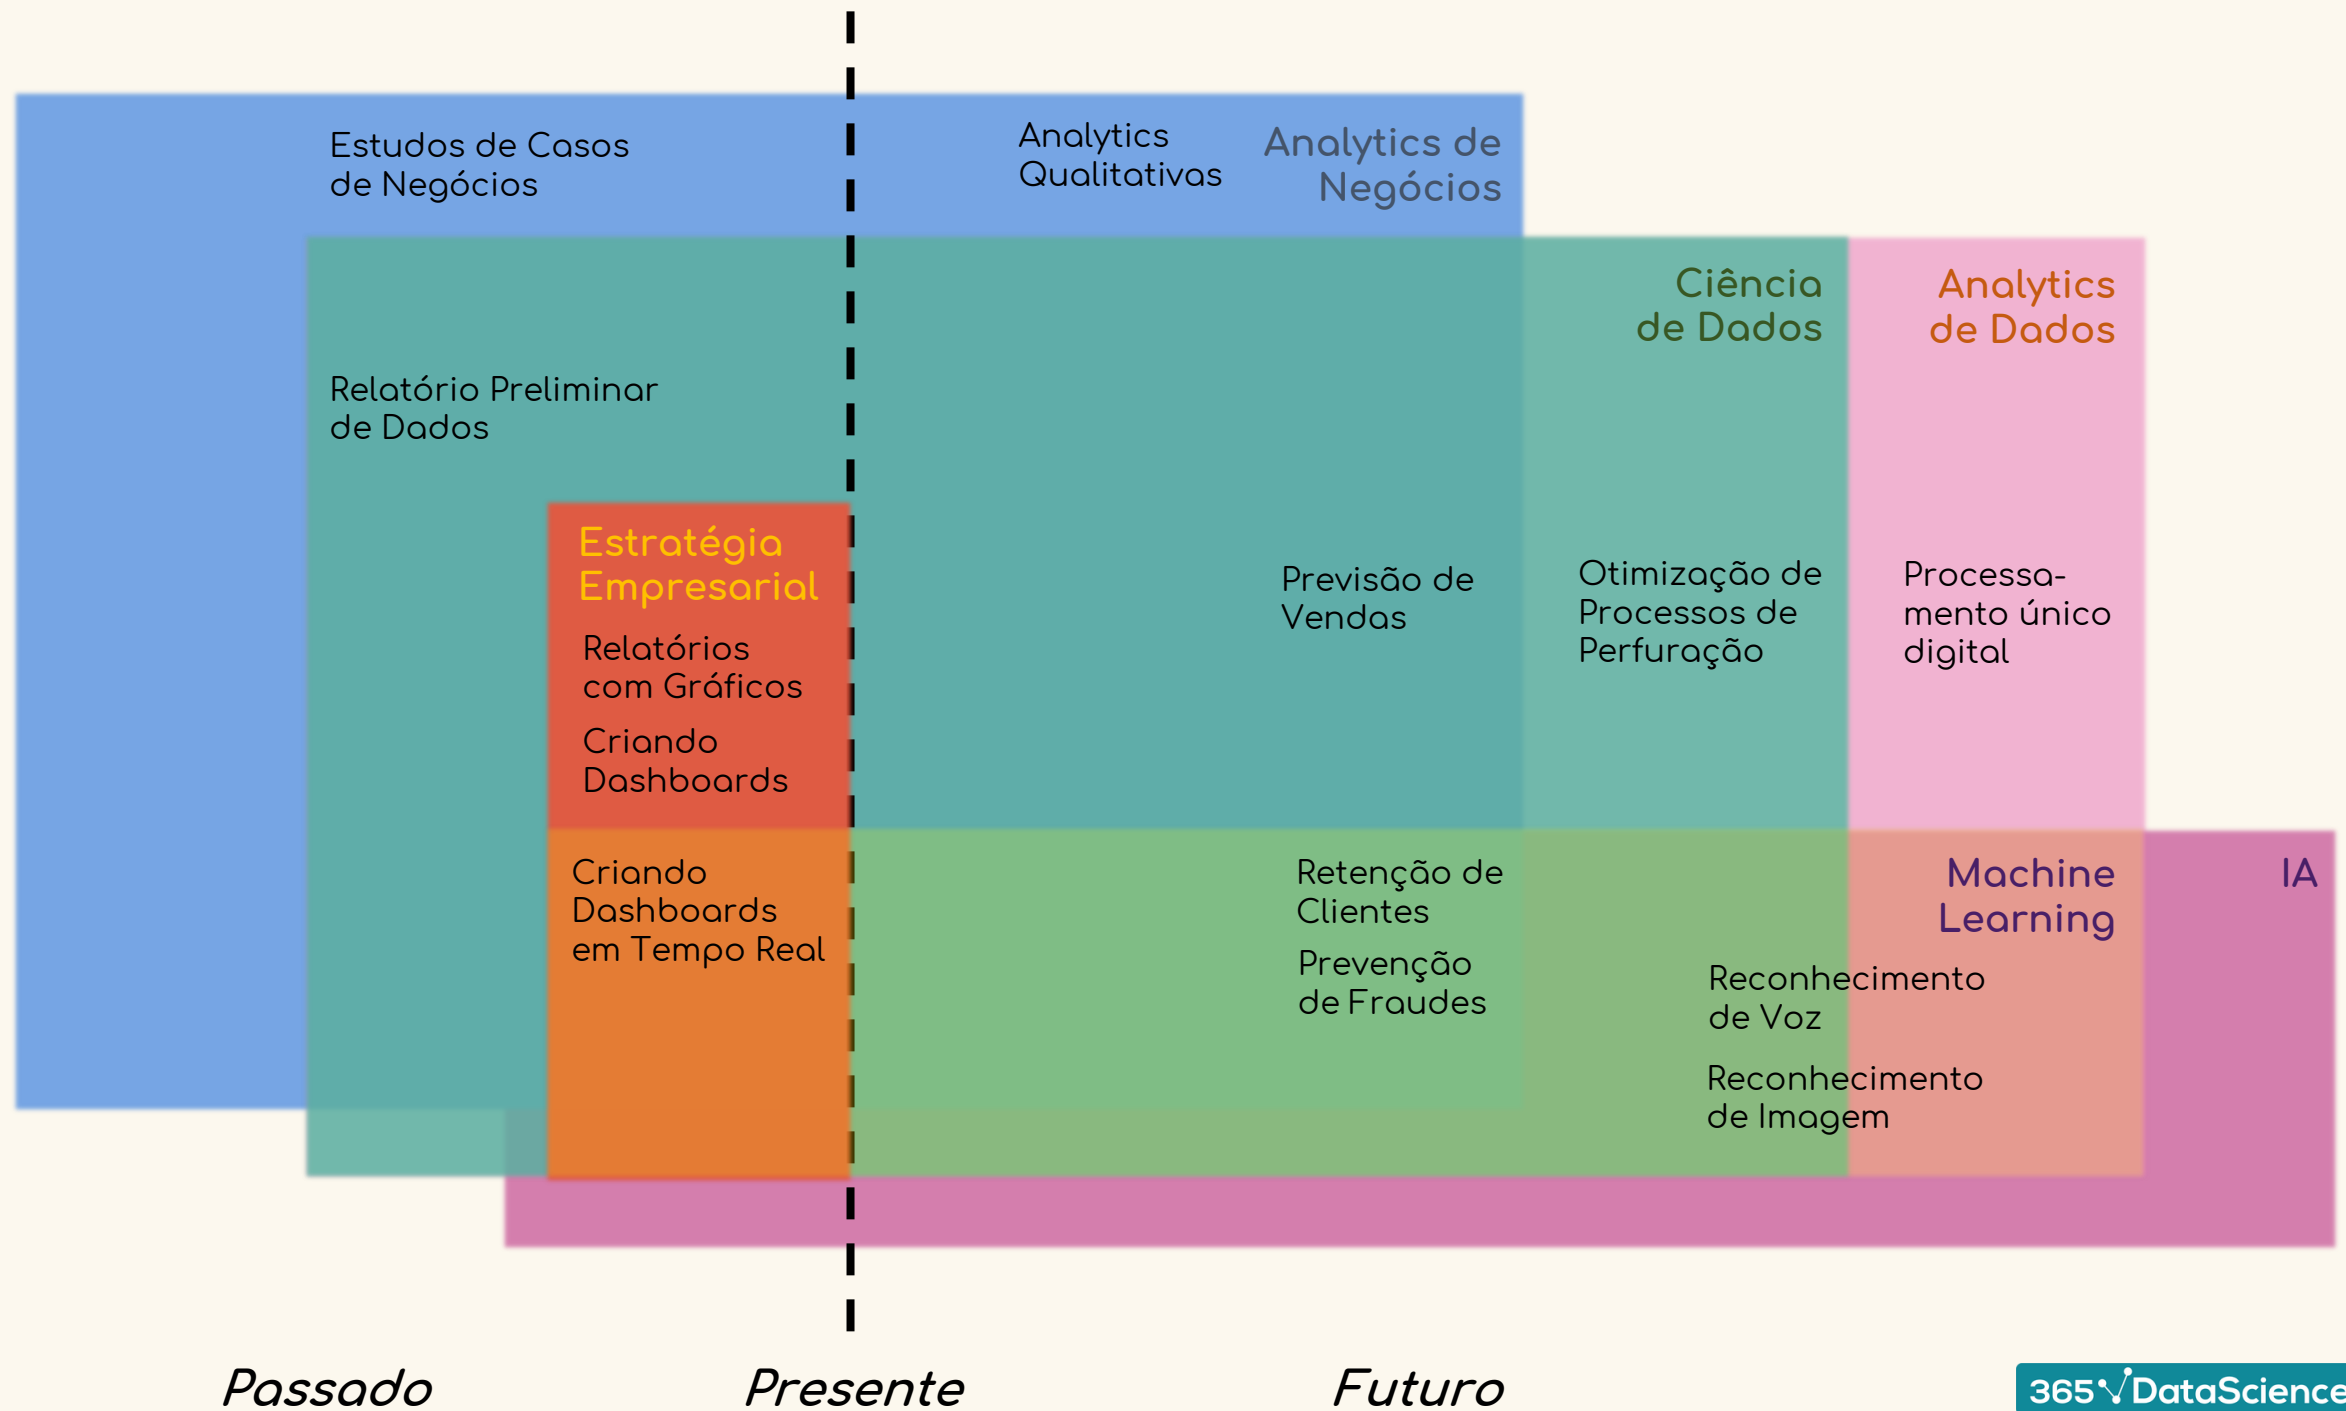 Estudos de Casos
de Negócios
Analytics
Qualitativas
Analytics de
Negócios
Ciência
de Dados
Analytics
de Dados
Relatório Preliminar
de Dados
Estratégia
Empresarial
Relatórios
com Gráficos
Criando
Dashboards
Previsão de
Vendas
Otimização de
Processos de
Perfuração
Processa-
mento único
digital
Criando
Dashboards
em Tempo Real
Retenção de
Clientes
Prevenção
de Fraudes
Machine
Learning
IA
Reconhecimento
de Voz
Reconhecimento
de Imagem
Passado
Presente
Futuro
365 DataScience